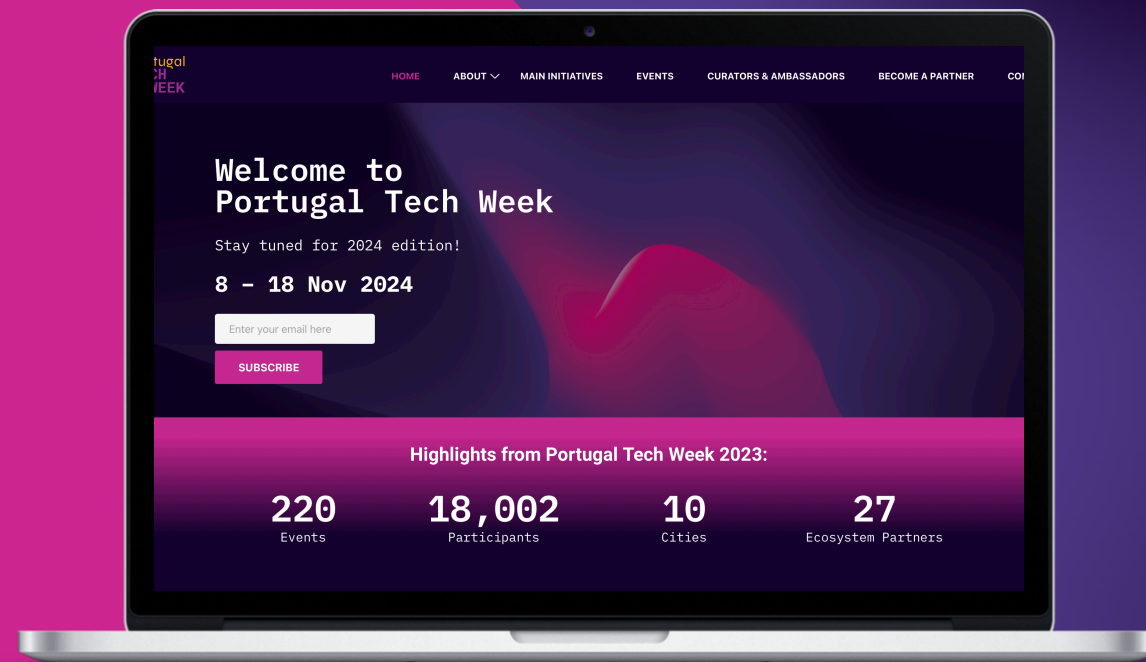 tugal
CH
WEEK
HOME
ABOUT
MAIN INITIATIVES
EVENTS
CURATORS & AMBASSADORS
BECOME A PARTNER
Welcome to
Portugal Tech Week
Stay tuned for 2024 edition!
8 – 18 Nov 2024
Enter your email here
SUBSCRIBE
Highlights from Portugal Tech Week 2023:
220
18,002
10
27
Events
Participants
Cities
Ecosystem Partners